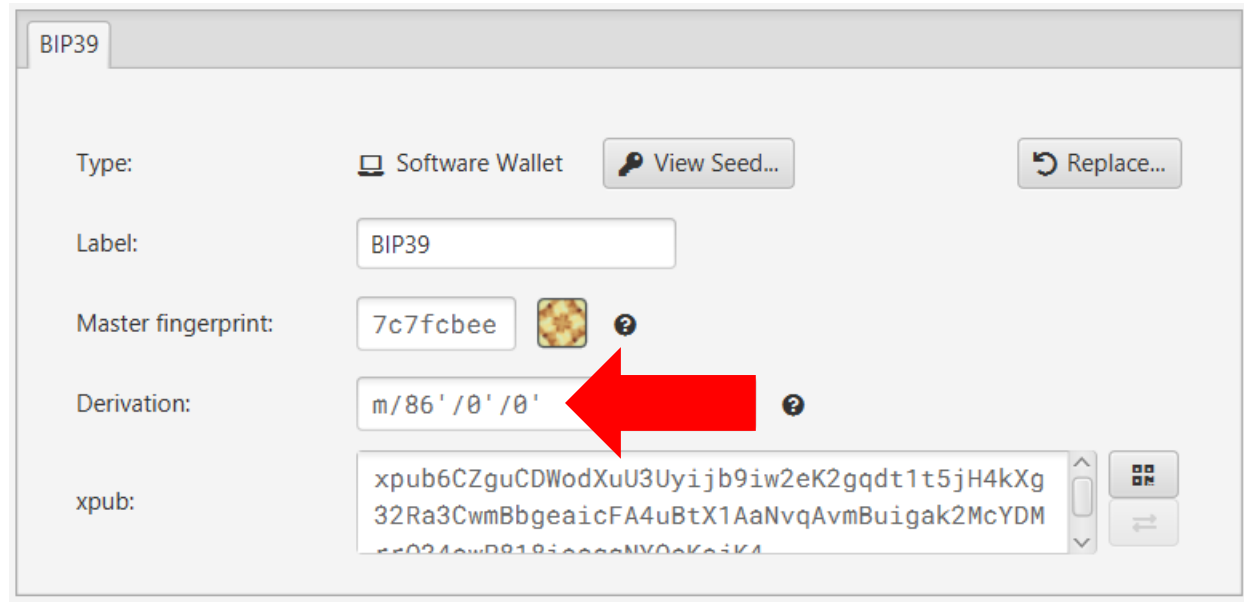 BIP39
Type:
Software Wallet
View Seed...
Replace...
Label:
BIP39
Master fingerprint:
7c7fcbee
Derivation:
m/86'/0'/0'
xpub:
xpub6CZguCDWodXuU3Uyijb9iw2eK2gqdt1t5jH4kXg
32Ra3CwmBbgeaicFA4uBtX1AaNvqAvmBuigak2McYDM